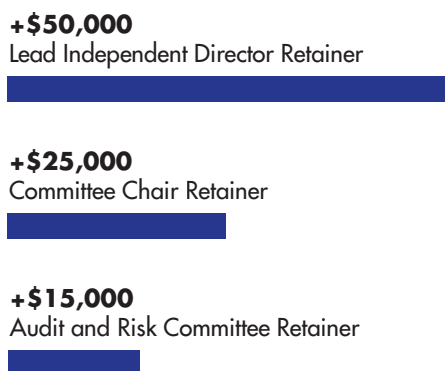 +$50,000
Lead Independent Director Retainer
+$25,000
Committee Chair Retainer
+$15,000
Audit and Risk Committee Retainer